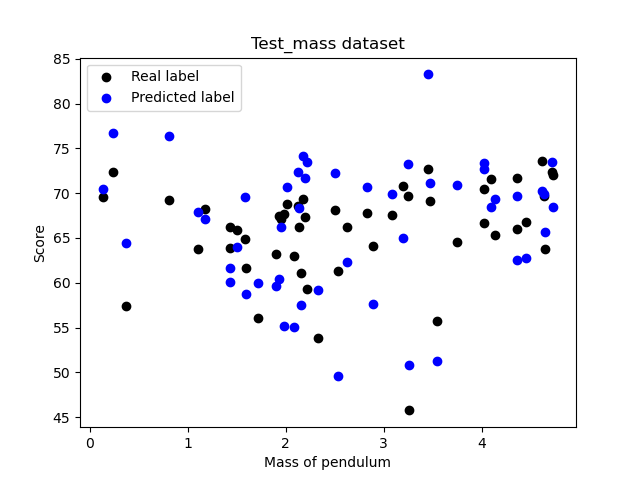 Test_mass dataset
Real label
Predicted label
85
80
75
70
65
60
55
50
45
Score
0 1 2 3 4
Mass of pendulum